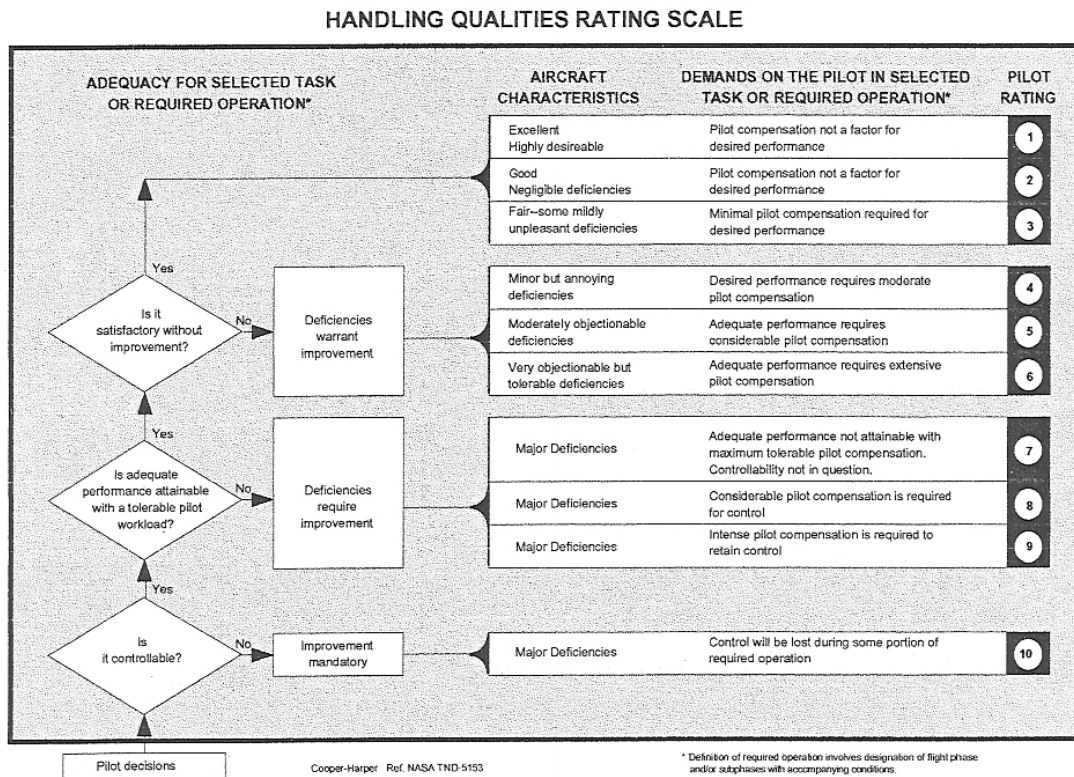 HANDLING QUALITIES RATING SCALE
ADEQUACY FOR SELECTED TASK
OR REQUIRED OPERATION*
AIRCRAFT
CHARACTERISTICS
DEMANDS ON THE PILOT IN SELECTED
TASK OR REQUIRED OPERATION*
PILOT
RATING
Excellent
Highly desireable
Pilot compensation not a factor for
desired performance
1
Good
Negligible deficiencies
Pilot compensation not a factor for
desired performance
2
Fair--some mildly
unpleasant deficiencies
Minimal pilot compensation required for
desired performance
3
Yes
Is it
satisfactory without
improvement?
No
Deficiencies
warrant
improvement
Minor but annoying
deficiencies
Desired performance requires moderate
pilot compensation
4
Moderately objectionable
deficiencies
Adequate performance requires
considerable pilot compensation
5
Very objectionable but
tolerable deficiencies
Adequate performance requires extensive
pilot compensation
6
Yes
Is adequate
performance attainable
with a tolerable pilot
workload?
No
Deficiencies
require
improvement
Major Deficiencies
Adequate performance not attainable with
maximum tolerable pilot compensation.
Controllability not in question.
7
Major Deficiencies
Considerable pilot compensation is required
for control
8
Major Deficiencies
Intense pilot compensation is required to
retain control
9
Yes
Is
it controllable?
No
Improvement
mandatory
Major Deficiencies
Control will be lost during some portion of
required operation
10
Pilot decisions
Cooper-Harper Ref. NASA TND-5153
* Definition of required operation involves designation of flight phase
and/or subphases with accompanying conditions.